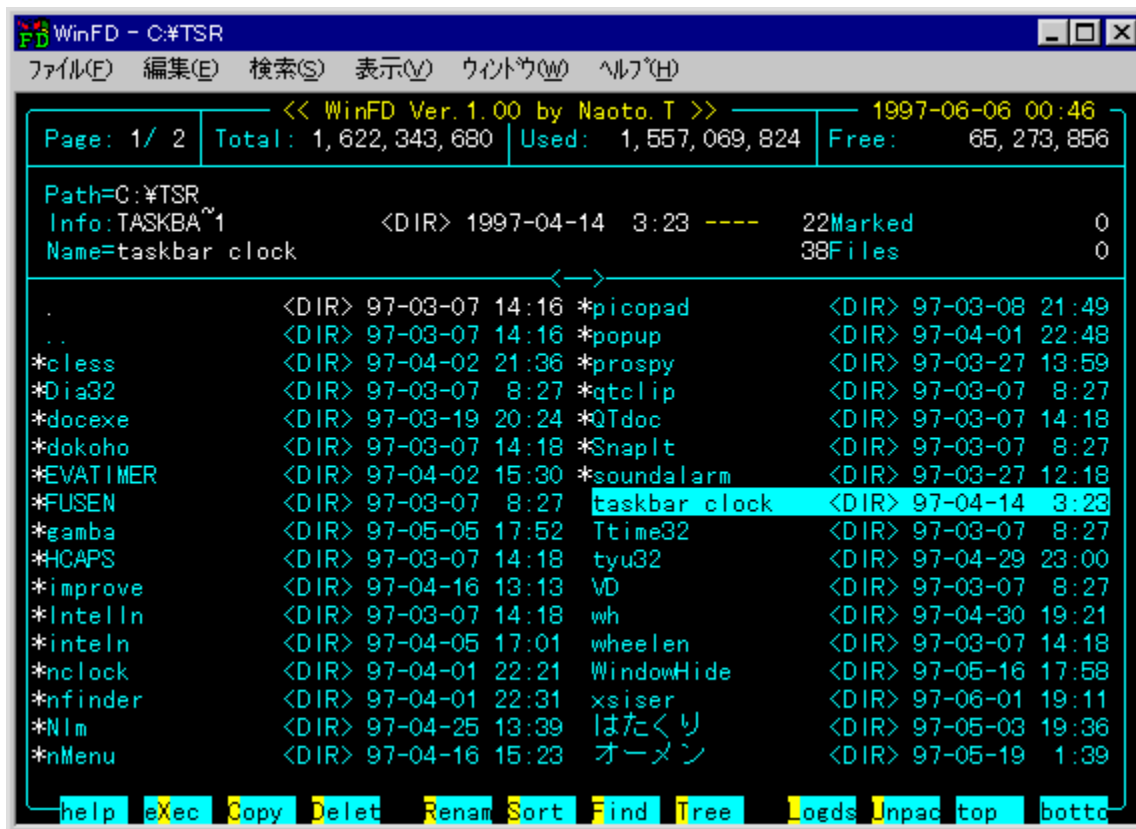 WinFD - C:¥TSR
ファイル(F) 編集(E) 検索(S) 表示(V) ウィンドウ(W) ヘルプ(H)
<< WinFD Ver.1.00 by Naoto.T >> 1997-06-06 00:46
Page: 1/ 2 Total: 1,622,343,680 Used: 1,557,069,824 Free: 65,273,856
Path=C:¥TSR
Info:TASKBA~1 <DIR> 1997-04-14 3:23 ---- 22Marked 0
Name=taskbar clock 38Files 0
<->
. <DIR> 97-03-07 14:16 *picopad <DIR> 97-03-08 21:49
.. <DIR> 97-03-07 14:16 *popup <DIR> 97-04-01 22:48
*cless <DIR> 97-04-02 21:36 *prospy <DIR> 97-03-27 13:59
*Dia32 <DIR> 97-03-07 8:27 *qtclip <DIR> 97-03-07 8:27
*docexe <DIR> 97-03-19 20:24 *QTdoc <DIR> 97-03-07 14:18
*dokoho <DIR> 97-03-07 14:18 *SnapIt <DIR> 97-03-07 8:27
*EVATIMER <DIR> 97-04-02 15:30 *soundalarm <DIR> 97-03-27 12:18
*FUSEN <DIR> 97-03-07 8:27 taskbar clock <DIR> 97-04-14 3:23
*gamba <DIR> 97-05-05 17:52 Ttime32 <DIR> 97-03-07 8:27
*HCAPS <DIR> 97-03-07 14:18 tyu32 <DIR> 97-04-29 23:00
*improve <DIR> 97-04-16 13:13 VD <DIR> 97-03-07 8:27
*IntelIn <DIR> 97-03-07 14:18 wh <DIR> 97-04-30 19:21
*inteln <DIR> 97-04-05 17:01 wheelen <DIR> 97-03-07 14:18
*nclock <DIR> 97-04-01 22:21 WindowHide <DIR> 97-05-16 17:58
*nfinder <DIR> 97-04-01 22:31 xsiser <DIR> 97-06-01 19:11
*Nlm <DIR> 97-04-25 13:39 はたくり <DIR> 97-05-03 19:36
*nMenu <DIR> 97-04-16 15:23 オーメン <DIR> 97-05-19 1:39
help eXec Copy Delet Renam Sort Find Tree Logds Unpac top botto